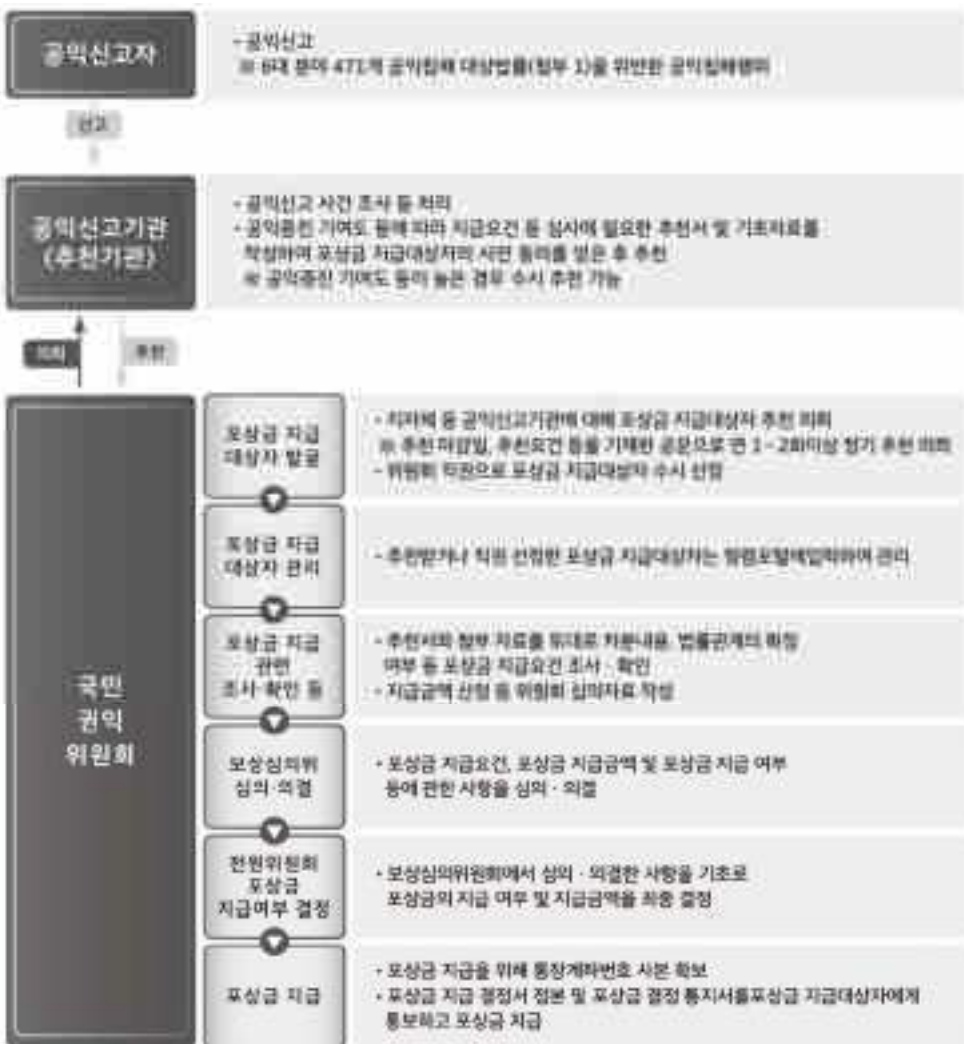 공익신고자
- 공익신고
※ 6대 분야 471개 공익침해 대상법률(첨부 1)을 위반한 공익침해행위
신고
공익신고기관
(추천기관)
- 공익신고 사건 조사 등 처리
- 공익증진 기여도 등에 따라 지급요건 등 심사에 필요한 추천서 및 기초자료를
작성하여 포상금 지급대상자의 서면 동의를 얻은 후 추천
※ 공익증진 기여도 등이 높은 경우 수시 추천 가능
의뢰
추천
국민
권익
위원회
포상금 지급
대상자 발굴
- 지자체 등 공익신고기관에 대해 포상금 지급대상자 추천 의뢰
※ 추천 마감일, 추천요건 등을 기재한 공문으로 연 1~2회이상 정기 추천 의뢰
- 위원회 직권으로 포상금 지급대상자 수시 선정
포상금 지급
대상자 관리
- 추천받거나 직권 선정한 포상금 지급대상자는 청렴포털에입력하여 관리
포상금 지급
관련
조사·확인 등
- 추천서와 첨부 자료를 토대로 처분내용, 법률관계의 확정
여부 등 포상금 지급요건 조사·확인
- 지급금액 산정 등 위원회 심의자료 작성
보상심의위
심의·의결
- 포상금 지급요건, 포상금 지급금액 및 포상금 지급 여부
등에 관한 사항을 심의·의결
전원위원회
포상금
지급여부 결정
- 보상심의위원회에서 심의·의결한 사항을 기초로
포상금의 지급 여부 및 지급금액을 최종 결정
포상금 지급
- 포상금 지급을 위해 통장계좌번호 사본 확보
- 포상금 지급 결정서 정본 및 포상금 결정 통지서를포상금 지급대상자에게
통보하고 포상금 지급